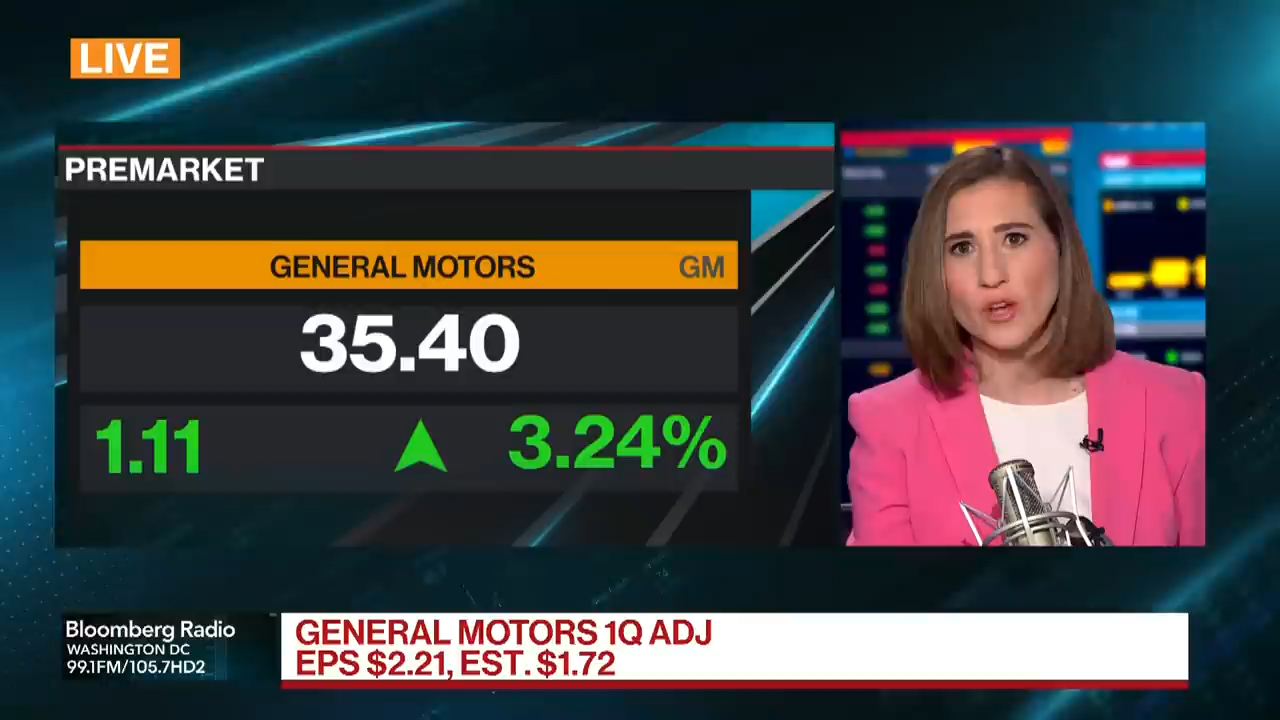 LIVE
PREMARKET
GENERAL MOTORS GM
35.40
1.11 ▲ 3.24%
Bloomberg Radio
WASHINGTON DC
99.1FM/105.7HD2
GENERAL MOTORS 1Q ADJ
EPS $2.21, EST. $1.72